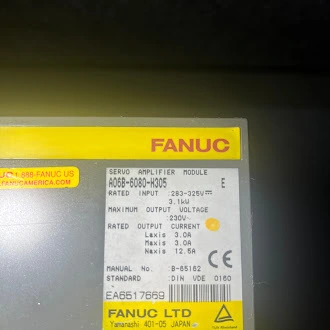 FANUC
1-888-FANUC US
FANUCAMERICA.COM
SERVO AMPLIFIER MODULE
A06B-6080-H305 E
RATED INPUT :283-325V
3.1kW
MAXIMUM OUTPUT VOLTAGE
:230V~
RATED OUTPUT CURRENT
Laxis 3.0A
Maxis 3.0A
Naxis 12.5A
MANUAL No. :B-65162
STANDARD :DIN VDE 0160
CE
EA6517669
FANUC LTD
Yamanashi 401-05 JAPAN